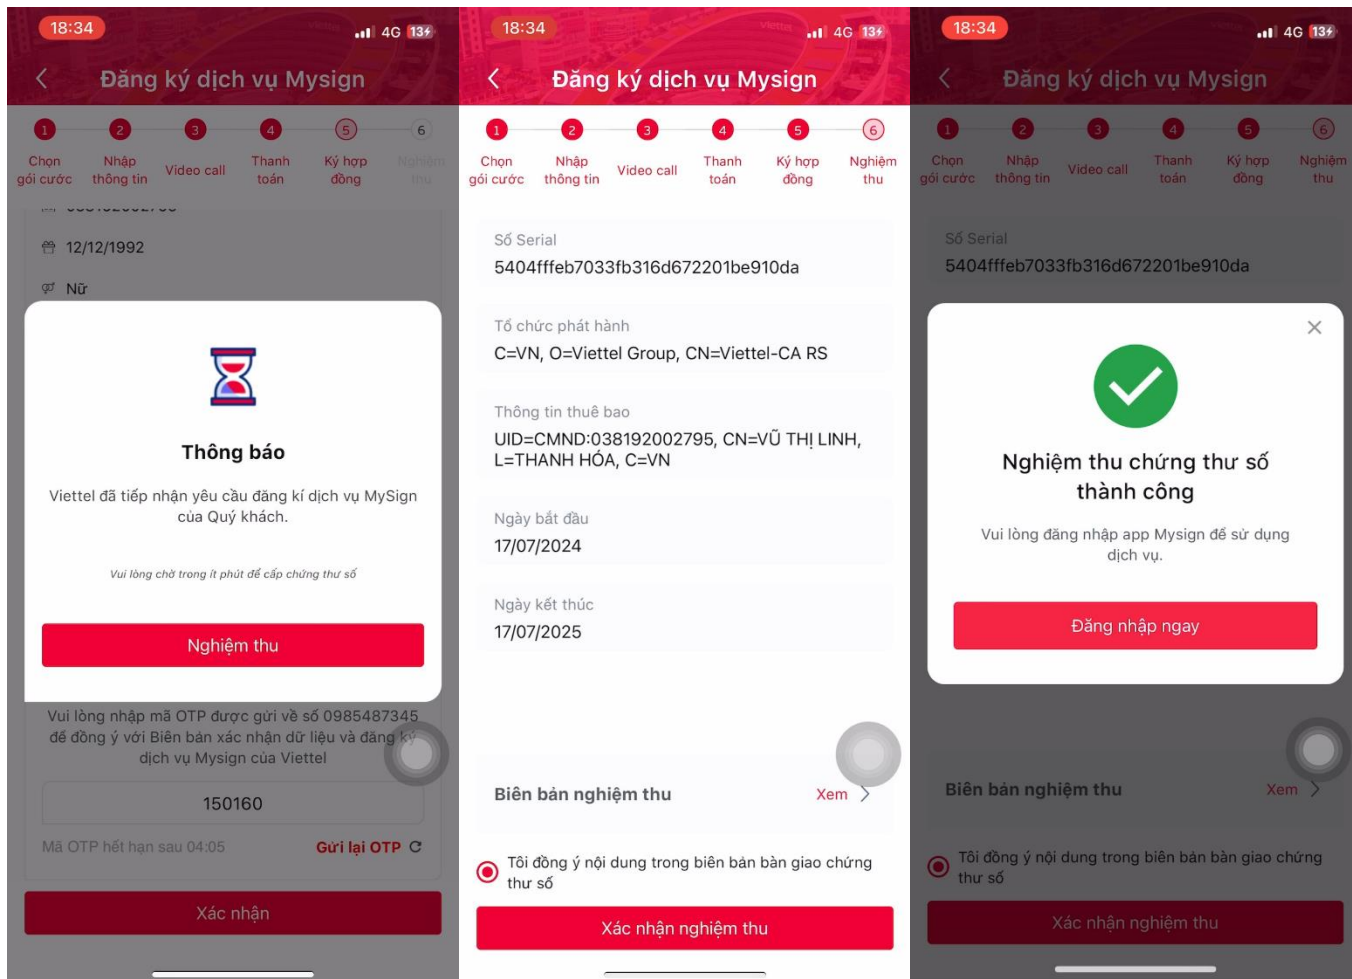 18:34
4G 13
Đăng ký dịch vụ Mysign
1 2 3 4 5 6
Chọn gói cước
Nhập thông tin
Video call
Thanh toán
Ký hợp đồng
Nghiệm thu
12/12/1992
Nữ
Thông báo
Viettel đã tiếp nhận yêu cầu đăng kí dịch vụ MySign
của Quý khách.
Vui lòng chờ trong ít phút để cấp chứng thư số
Nghiệm thu
Vui lòng nhập mã OTP được gửi về số 0985487345
để đồng ý với Biên bản xác nhận dữ liệu và đăng ký
dịch vụ Mysign của Viettel
150160
Mã OTP hết hạn sau 04:05
Gửi lại OTP
Xác nhận
18:34
viettel
4G 13
Đăng ký dịch vụ Mysign
1 2 3 4 5 6
Chọn gói cước
Nhập thông tin
Video call
Thanh toán
Ký hợp đồng
Nghiệm thu
Số Serial
5404fffeb7033fb316d672201be910da
Tổ chức phát hành
C=VN, O=Viettel Group, CN=Viettel-CA RS
Thông tin thuê bao
UID=CMND:038192002795, CN=VŨ THỊ LINH,
L=THANH HÓA, C=VN
Ngày bắt đầu
17/07/2024
Ngày kết thúc
17/07/2025
Biên bản nghiệm thu
Xem
Tôi đồng ý nội dung trong biên bản bàn giao chứng
thư số
Xác nhận nghiệm thu
18:34
4G 13
Đăng ký dịch vụ Mysign
1 2 3 4 5 6
Chọn gói cước
Nhập thông tin
Video call
Thanh toán
Ký hợp đồng
Nghiệm thu
Số Serial
5404fffeb7033fb316d672201be910da
Nghiệm thu chứng thư số
thành công
Vui lòng đăng nhập app Mysign để sử dụng
dịch vụ.
Đăng nhập ngay
Biên bản nghiệm thu
Xem
Tôi đồng ý nội dung trong biên bản bàn giao chứng
thư số
Xác nhận nghiệm thu